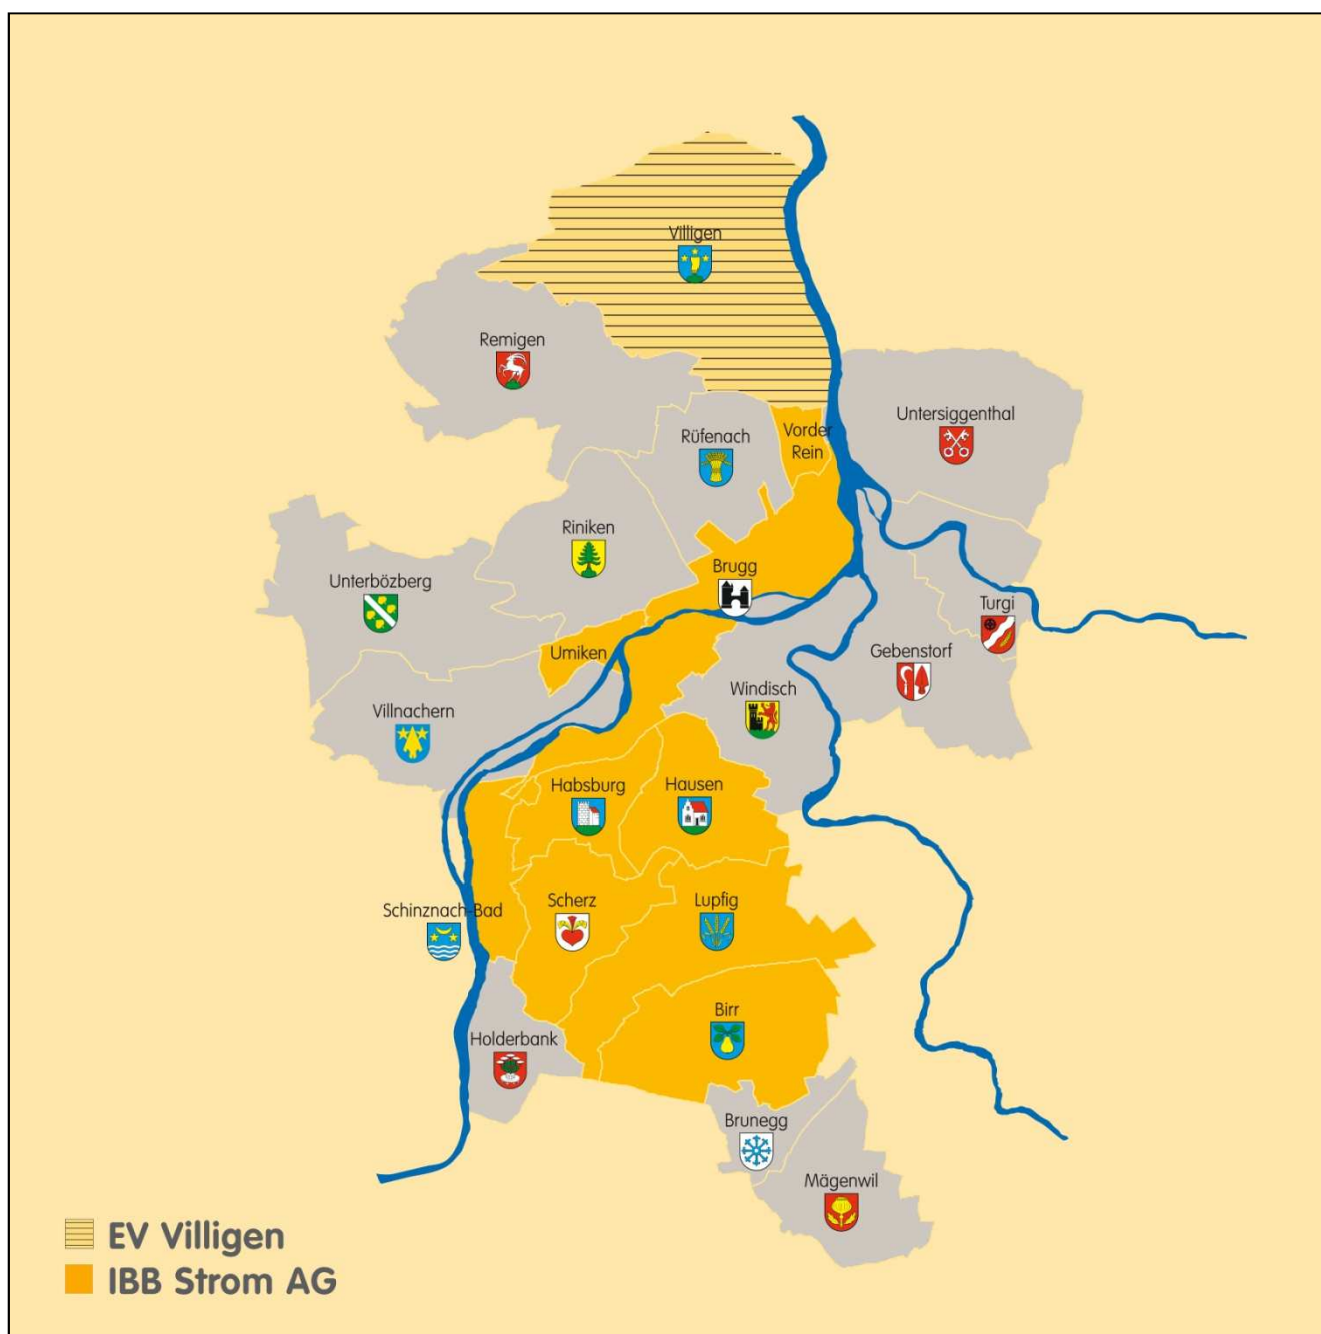 Villigen
Remigen
Untersiggenthal
Rüfenach
Vorder
Rein
Riniken
Unterbözberg
Brugg
Turgi
Umiken
Gebenstorf
Windisch
Villnachern
Habsburg
Hausen
Scherz
Lupfig
Schinznach-Bad
Birr
Holderbank
Brunegg
Mägenwil
EV Villigen
IBB Strom AG